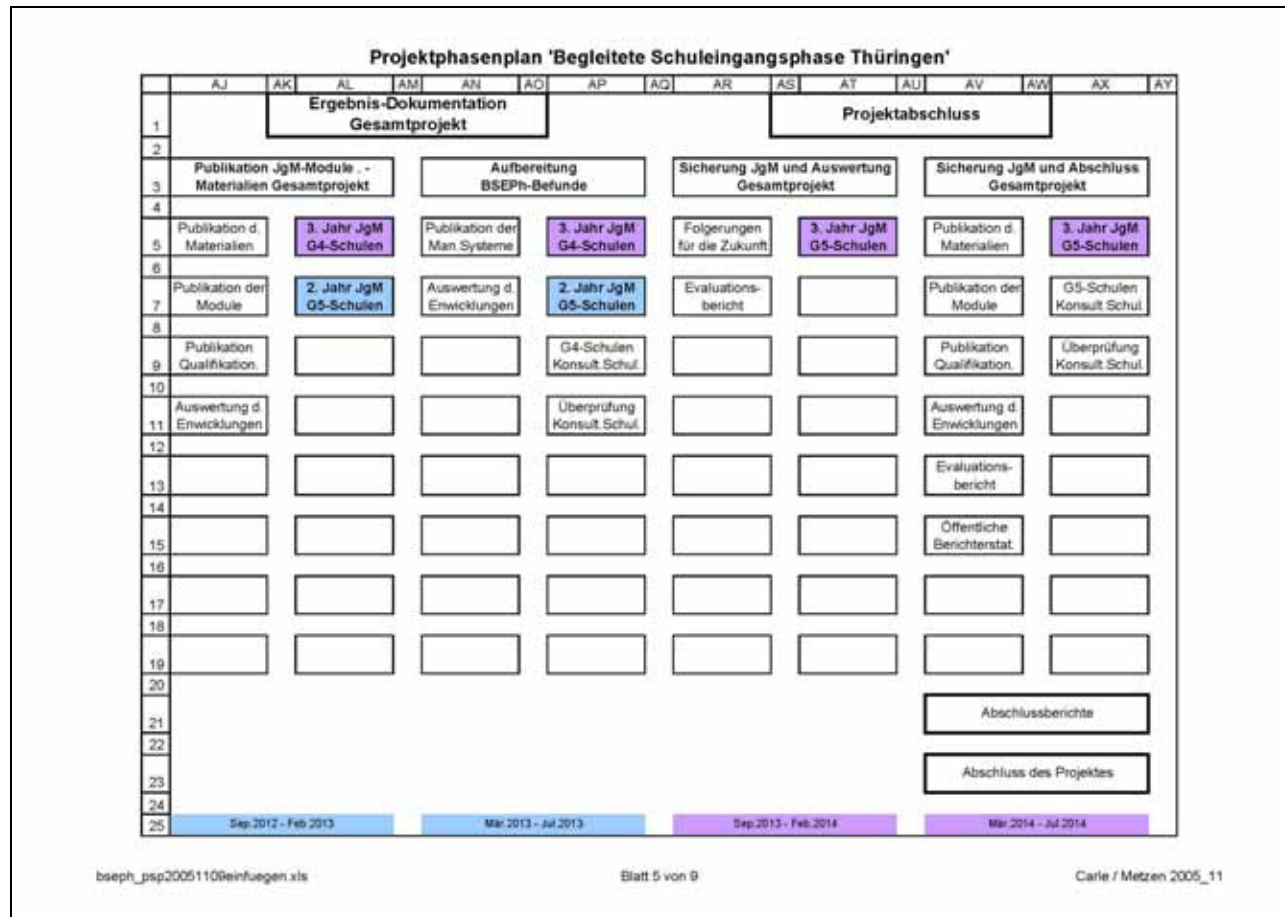 Projektphasenplan 'Begleitete Schuleingangsphase Thüringen'
AJ AK AL AM AN AO AP AQ AR AS AT AU AV AW AX AY
1
Ergebnis-Dokumentation
Gesamtprojekt
Projektabschluss
2
3
Publikation JgM-Module . -
Materialien Gesamtprojekt
Aufbereitung
BSEPh-Befunde
Sicherung JgM und Auswertung
Gesamtprojekt
Sicherung JgM und Abschluss
Gesamtprojekt
4
5
Publikation d.
Materialien
3. Jahr JgM
G4-Schulen
Publikation der
Man.Systeme
3. Jahr JgM
G4-Schulen
Folgerungen
für die Zukunft
3. Jahr JgM
G5-Schulen
Publikation d.
Materialien
3. Jahr JgM
G5-Schulen
6
7
Publikation der
Module
2. Jahr JgM
G5-Schulen
Auswertung d.
Enwicklungen
2. Jahr JgM
G5-Schulen
Evaluations-
bericht
Publikation der
Module
G5-Schulen
Konsult.Schul.
8
9
Publikation
Qualifikation.
G4-Schulen
Konsult.Schul.
Publikation
Qualifikation.
Überprüfung
Konsult.Schul.
10
11
Auswertung d.
Enwicklungen
Überprüfung
Konsult.Schul.
Auswertung d.
Enwicklungen
12
13
Evaluations-
bericht
14
15
Öffentliche
Berichterstat.
16
17
18
19
20
21
Abschlussberichte
22
23
Abschluss des Projektes
24
25
Sep.2012 - Feb.2013
Mär.2013 - Jul.2013
Sep.2013 - Feb.2014
Mär.2014 - Jul.2014
bseph_psp20051109einfuegen.xls
Blatt 5 von 9
Carle / Metzen 2005_11